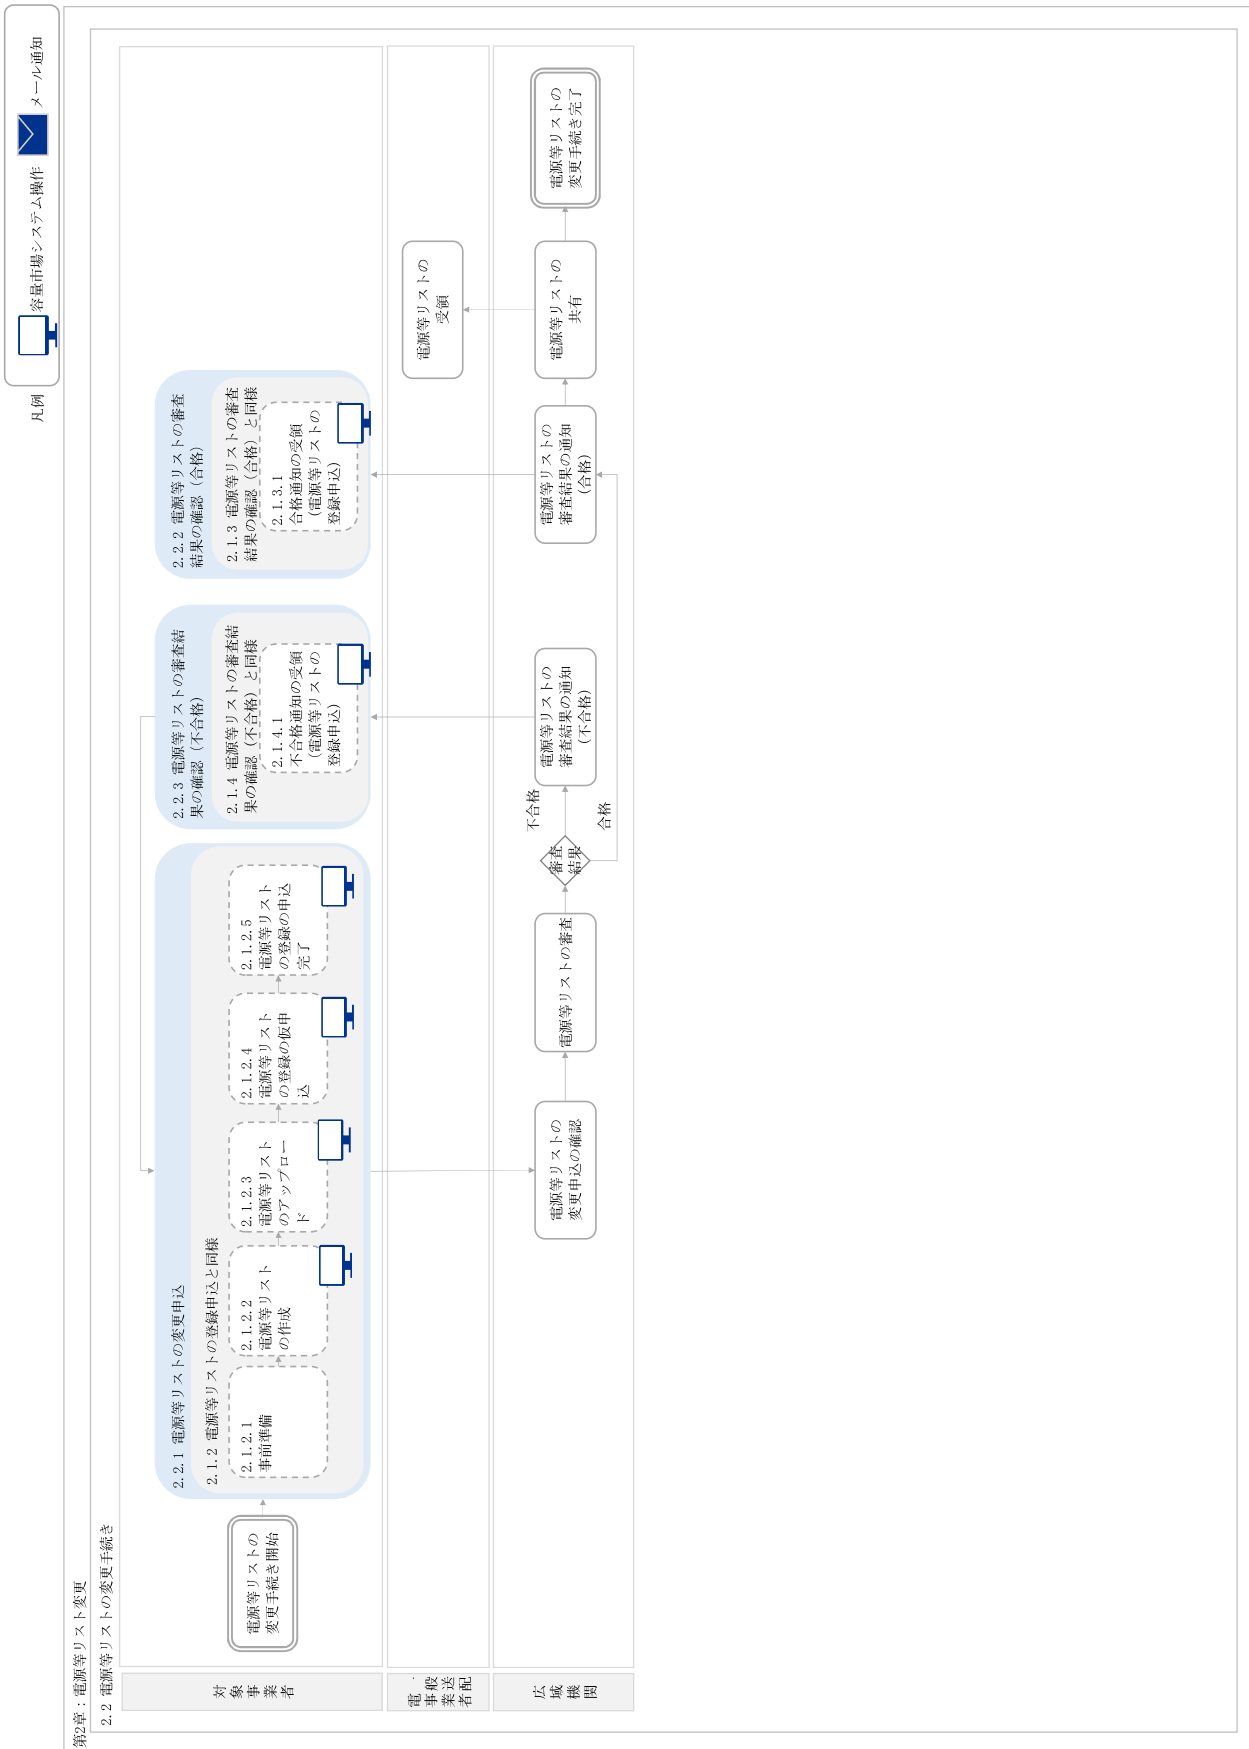 凡例
容量市場システム操作
メール通知
第2章：電源等リスト変更
2.2 電源等リストの変更手続き
対象事業者
電源等リストの
変更手続き開始
2.2.1 電源等リストの変更申込
2.1.2 電源等リストの登録申込と同様
2.1.2.1
事前準備
2.1.2.2
電源等リスト
の作成
2.1.2.3
電源等リスト
のアップロー
ド
2.1.2.4
電源等リスト
の登録の仮申
込
2.1.2.5
電源等リスト
の登録の申込
完了
2.2.3 電源等リストの審査結
果の確認（不合格）
2.1.4 電源等リストの審査結
果の確認（不合格）と同様
2.1.4.1
不合格通知の受領
（電源等リストの
登録申込）
2.2.2 電源等リストの審査
結果の確認（合格）
2.1.3 電源等リストの審査
結果の確認（合格）と同様
2.1.3.1
合格通知の受領
（電源等リストの
登録申込）
電
事般
業送
者配
電源等リストの
受領
広域機関
電源等リストの
変更申込の確認
電源等リストの審査
審査
結果
不合格
合格
電源等リストの
審査結果の通知
（不合格）
電源等リストの
審査結果の通知
（合格）
電源等リストの
共有
電源等リストの
変更手続き完了